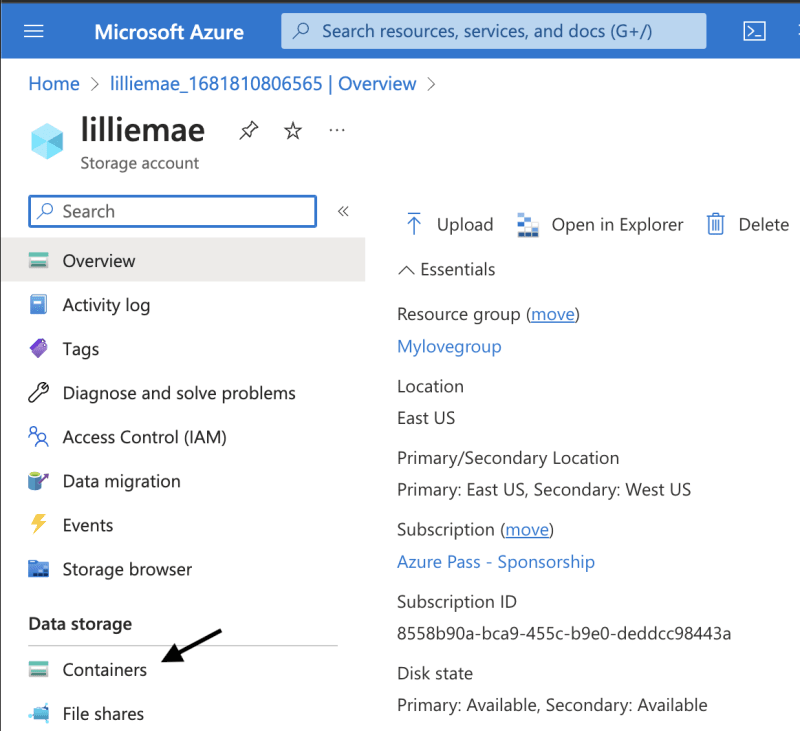 Microsoft Azure
Search resources, services, and docs (G+/)
Home > lilliemae_1681810806565 | Overview >
lilliemae
Storage account
Search
Overview
Activity log
Tags
Diagnose and solve problems
Access Control (IAM)
Data migration
Events
Storage browser
Data storage
Containers
File shares
Upload
Open in Explorer
Delete
Essentials
Resource group (move)
Mylovegroup
Location
East US
Primary/Secondary Location
Primary: East US, Secondary: West US
Subscription (move)
Azure Pass - Sponsorship
Subscription ID
8558b90a-bca9-455c-b9e0-deddcc98443a
Disk state
Primary: Available, Secondary: Available